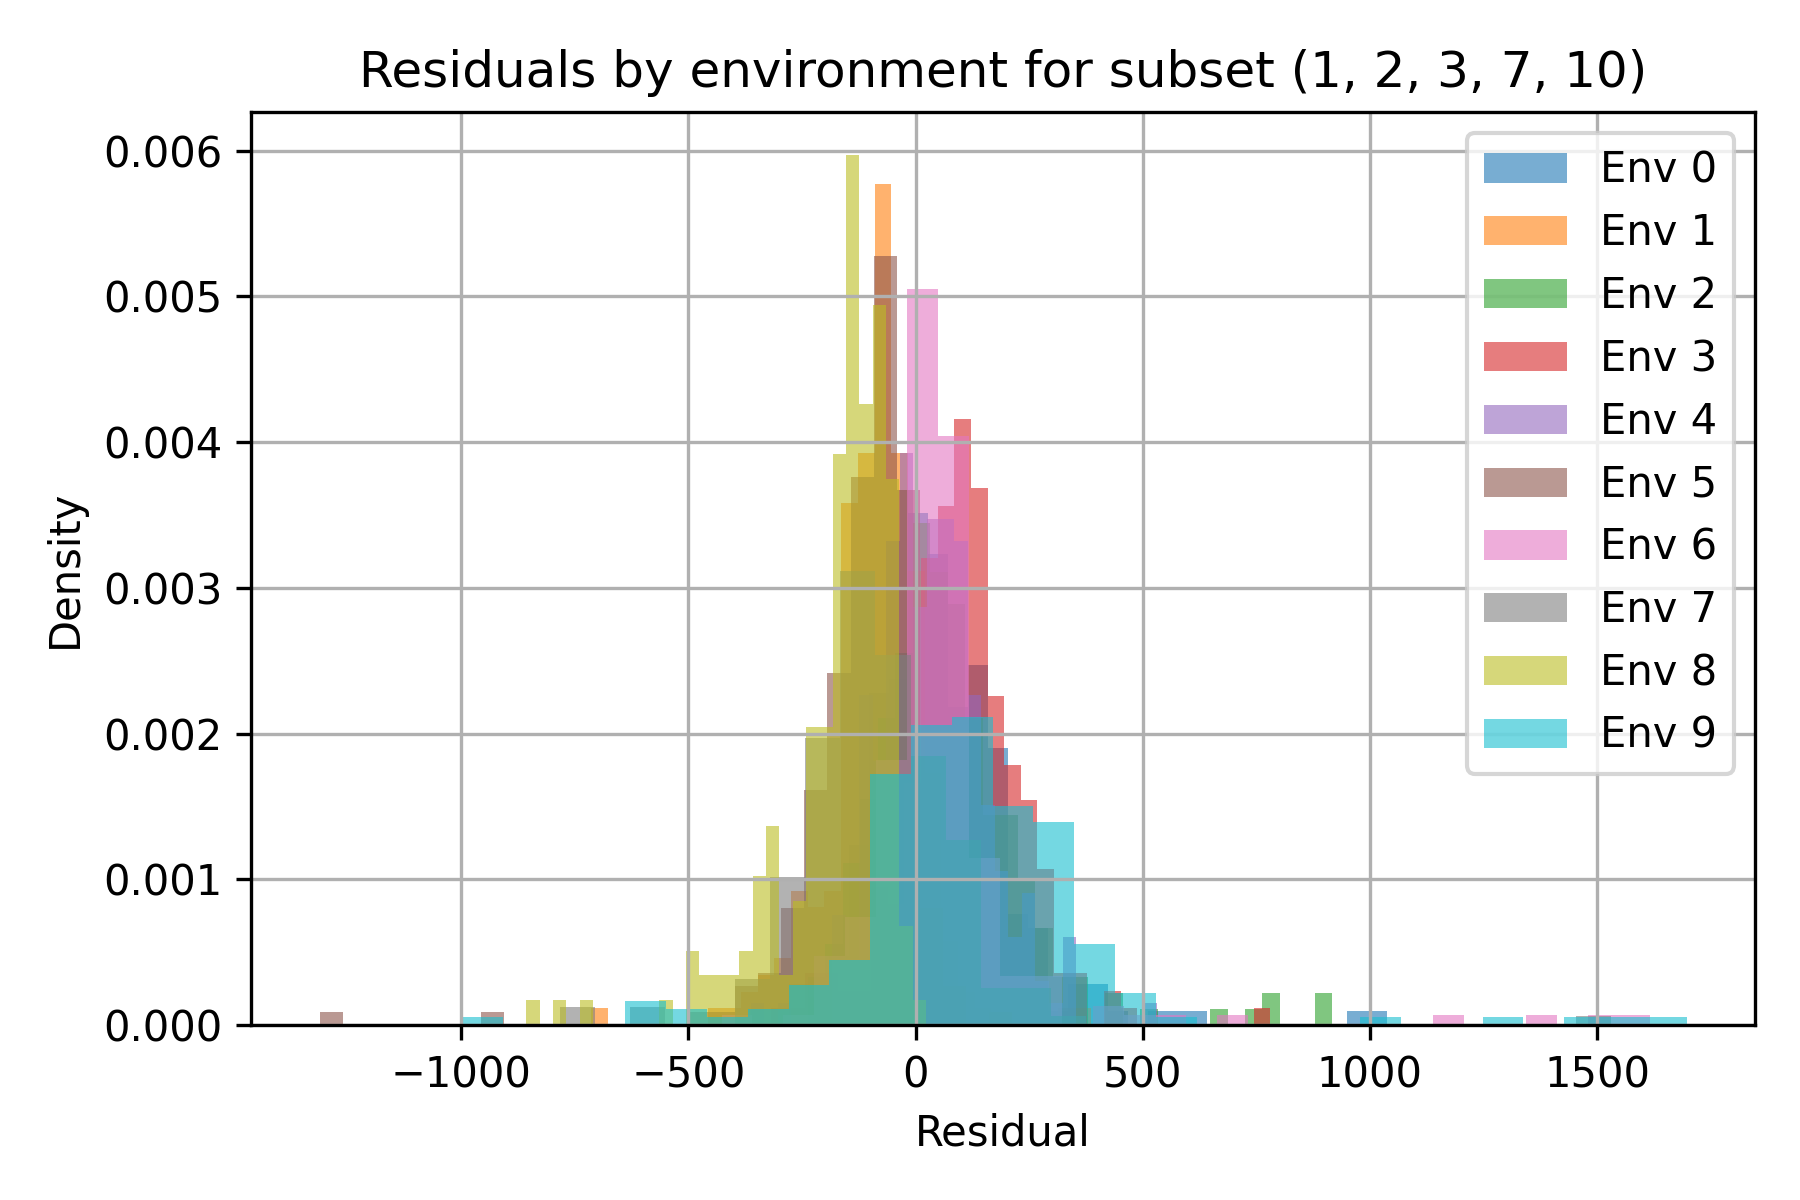 Residuals by environment for subset (1, 2, 3, 7, 10)
0.006
0.005
0.004
0.003
0.002
0.001
0.000
Density
−1000
−500
0
500
1000
1500
Residual
Env 0
Env 1
Env 2
Env 3
Env 4
Env 5
Env 6
Env 7
Env 8
Env 9